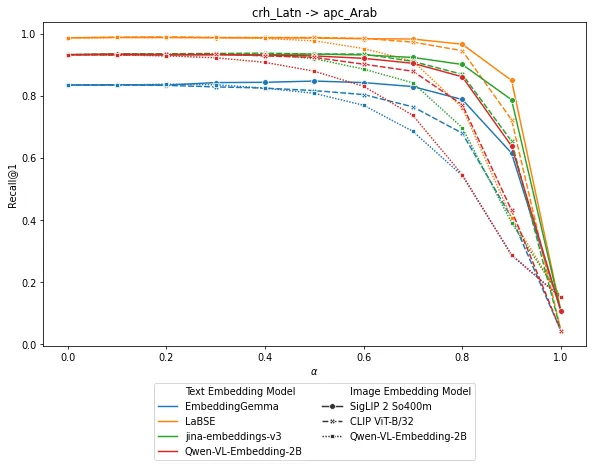 crh_Latn -> apc_Arab
Recall@1
1.0
0.8
0.6
0.4
0.2
0.0
0.0 0.2 0.4 0.6 0.8 1.0
α
Text Embedding Model Image Embedding Model
EmbeddingGemma SigLIP 2 So400m
LaBSE CLIP ViT-B/32
jina-embeddings-v3 Qwen-VL-Embedding-2B
Qwen-VL-Embedding-2B